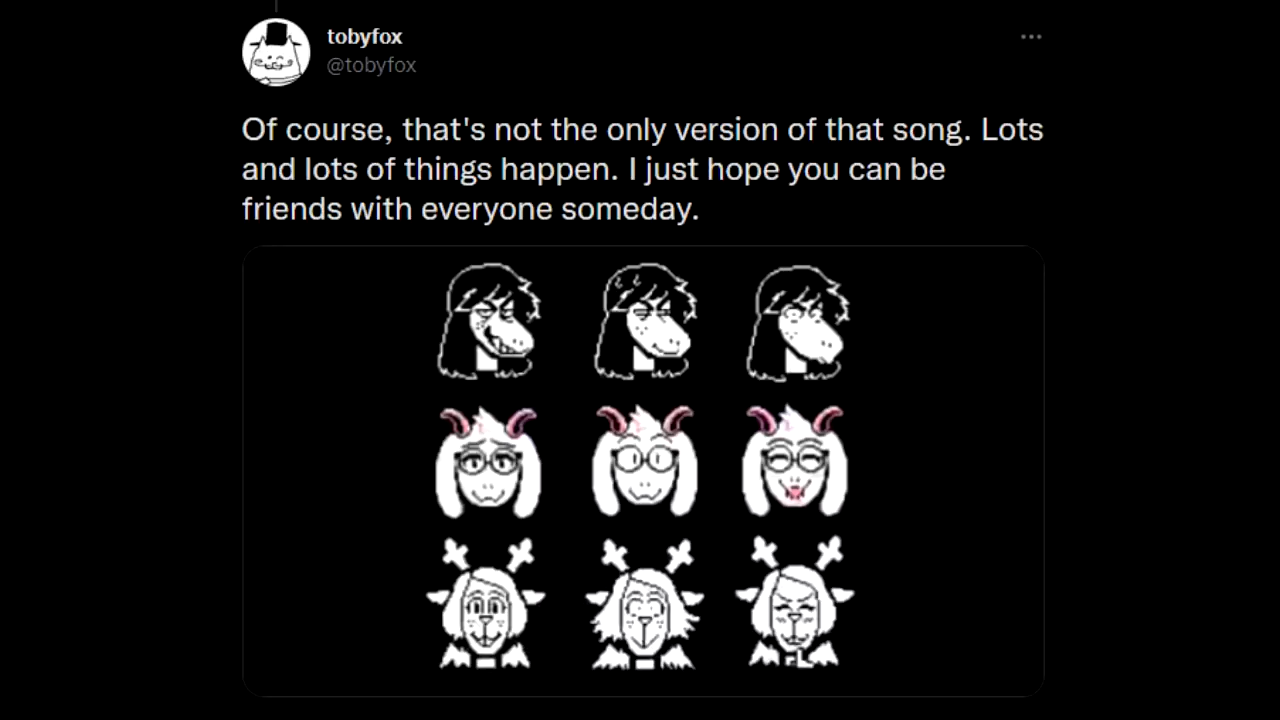 tobyfox
@tobyfox
Of course, that's not the only version of that song. Lots
and lots of things happen. I just hope you can be
friends with everyone someday.